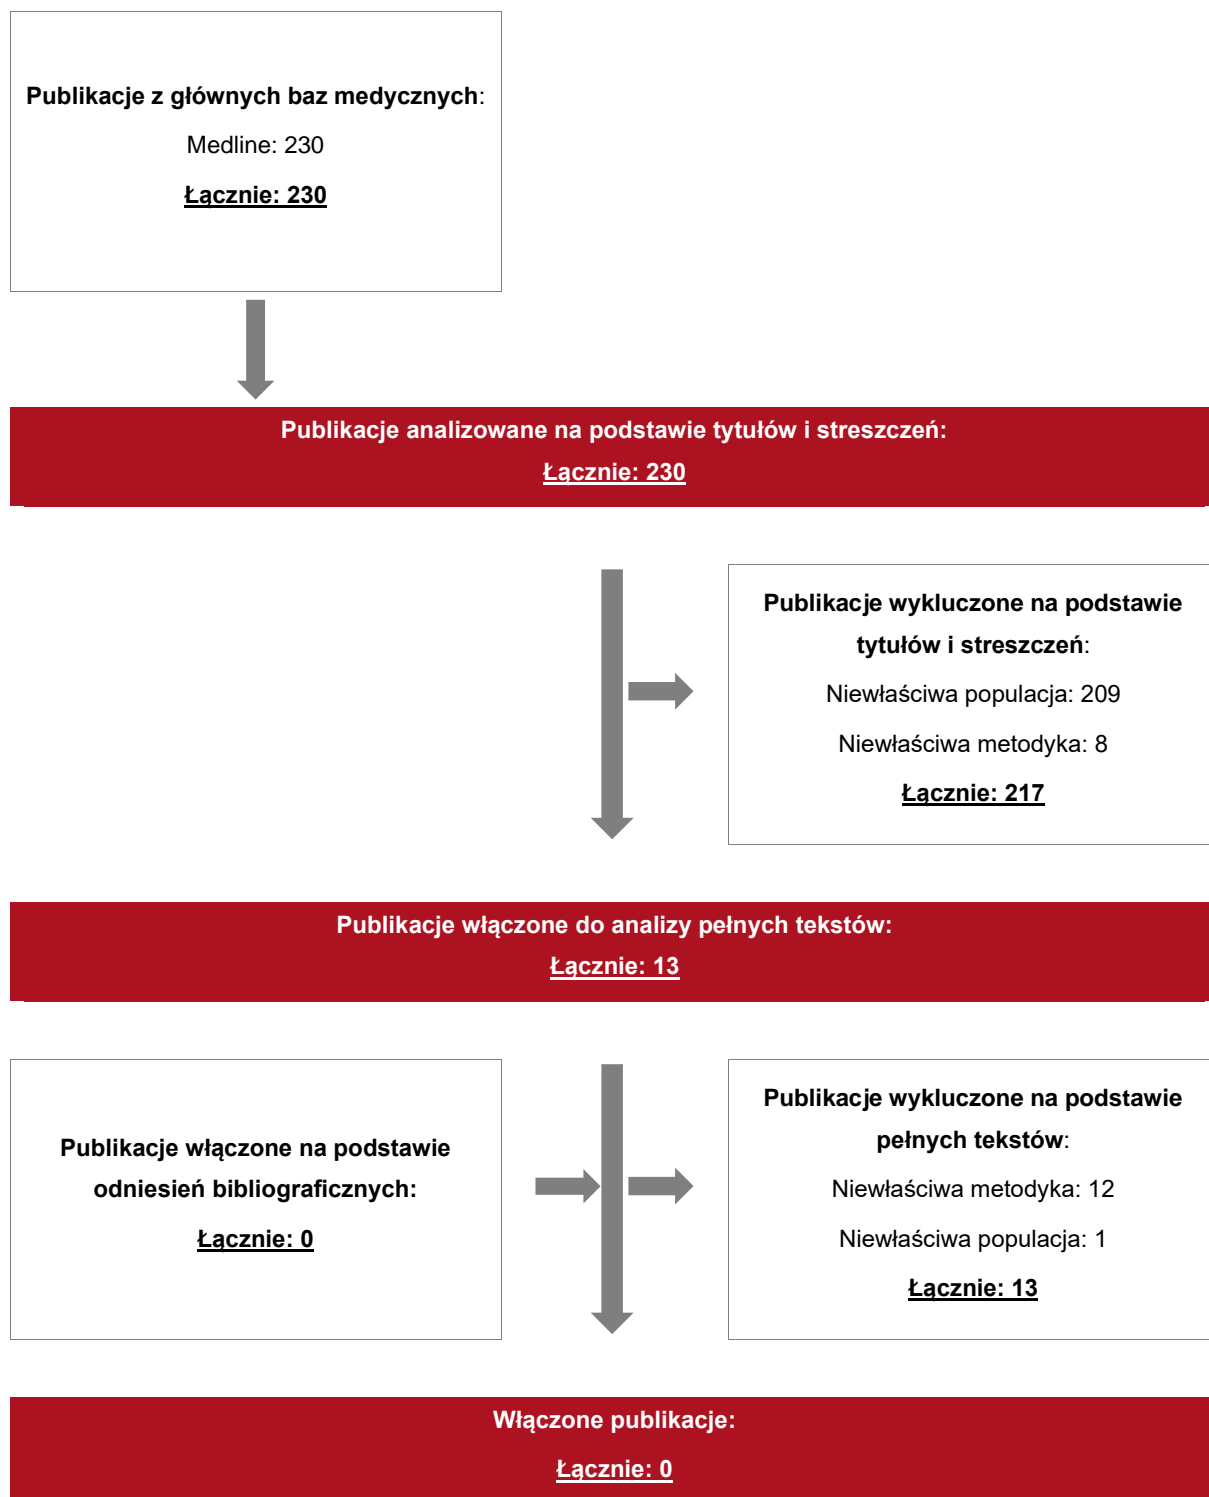 Publikacje z głównych baz medycznych:
Medline: 230
Łącznie: 230
Publikacje analizowane na podstawie tytułów i streszczeń:
Łącznie: 230
Publikacje wykluczone na podstawie
tytułów i streszczeń:
Niewłaściwa populacja: 209
Niewłaściwa metodyka: 8
Łącznie: 217
Publikacje włączone do analizy pełnych tekstów:
Łącznie: 13
Publikacje włączone na podstawie
odniesień bibliograficznych:
Łącznie: 0
Publikacje wykluczone na podstawie
pełnych tekstów:
Niewłaściwa metodyka: 12
Niewłaściwa populacja: 1
Łącznie: 13
Włączone publikacje:
Łącznie: 0